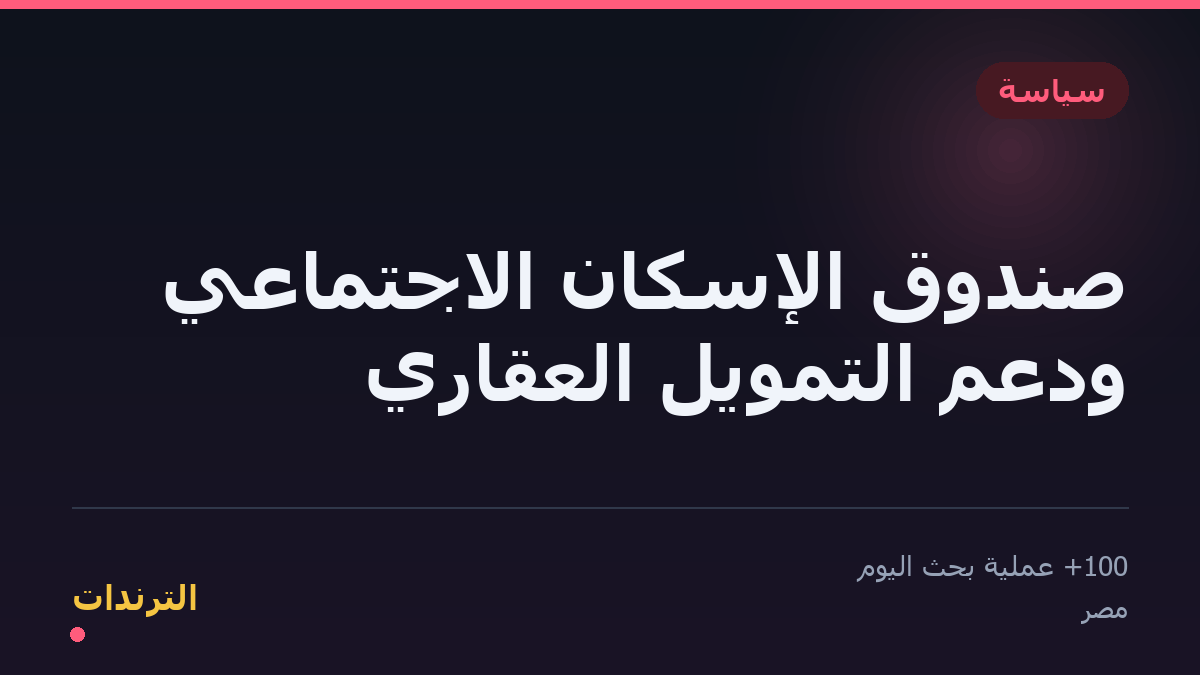 سياسة
صندوق الإسكان الاجتماعي
ودعم التمويل العقاري
100+ عملية بحث اليوم
مصر
الترندات